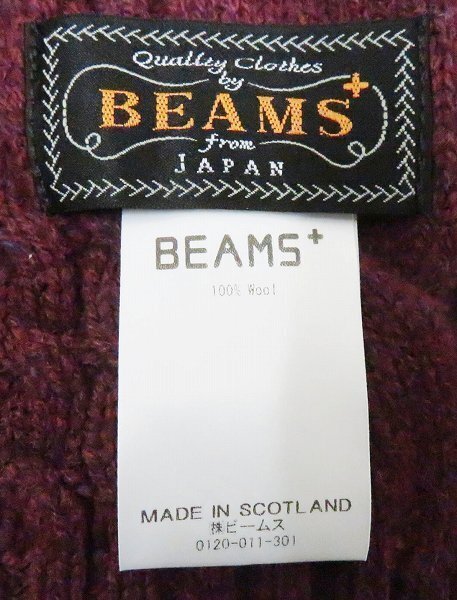 Quality Clothes
by
BEAMS+
from
JAPAN
BEAMS+
100% Wool
MADE IN SCOTLAND
㈱ビームス
0120-011-301